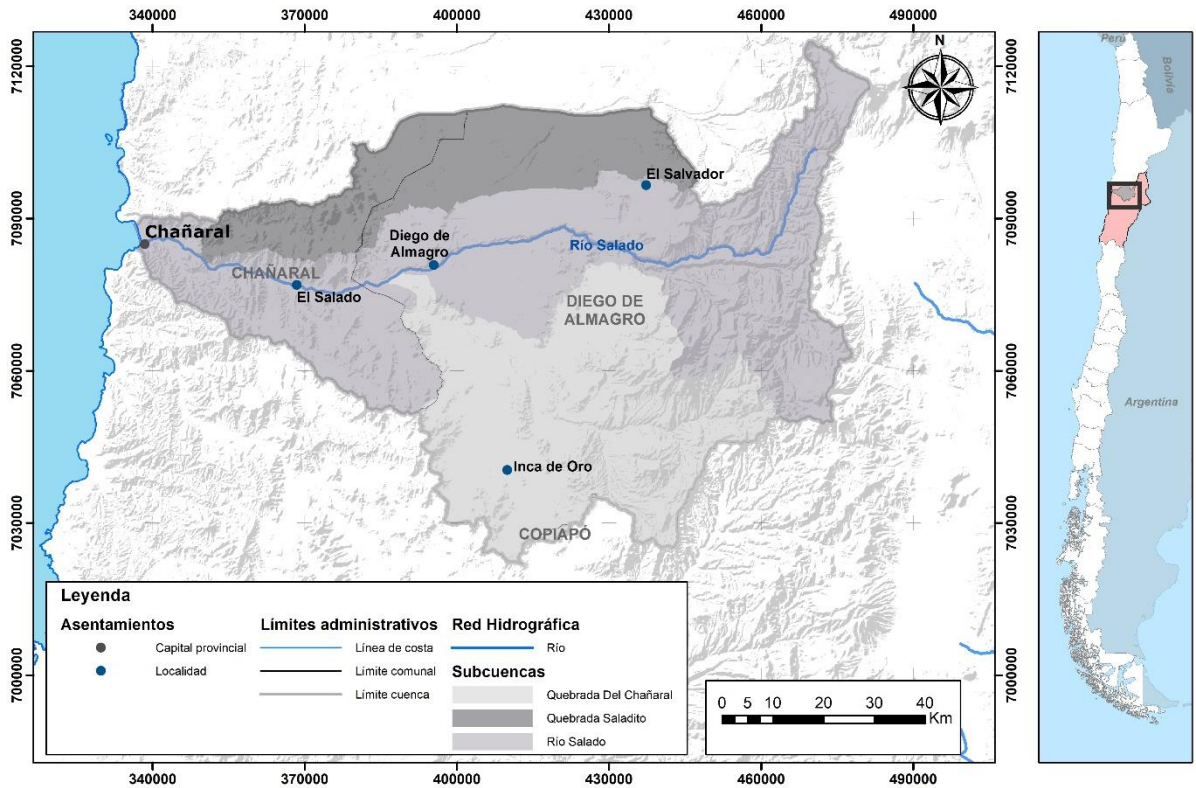 340000
370000
400000
430000
460000
490000
7120000
7090000
7060000
7030000
7000000
7120000
7090000
7060000
7030000
7000000
N
El Salvador
Chañaral
Diego de
Almagro
Río Salado
CHAÑARAL
El Salado
DIEGO DE
ALMAGRO
Inca de Oro
COPIAPÓ
Leyenda
Asentamientos
Capital provincial
Localidad
Límites administrativos
Línea de costa
Límite comunal
Límite cuenca
Red Hidrográfica
Río
Subcuencas
Quebrada Del Chañaral
Quebrada Saladito
Río Salado
0 5 10 20 30 40
Km
340000
370000
400000
430000
460000
490000
Perú
Bolivia
Argentina